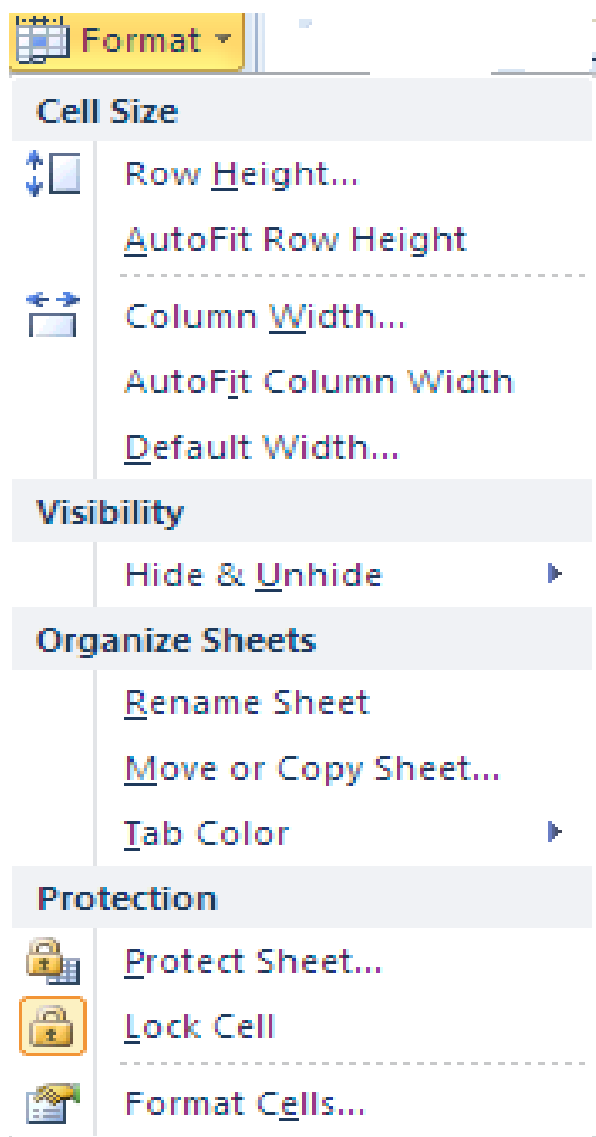 Format
Cell Size
Row Height...
AutoFit Row Height
Column Width...
AutoFit Column Width
Default Width...
Visibility
Hide & Unhide
Organize Sheets
Rename Sheet
Move or Copy Sheet...
Tab Color
Protection
Protect Sheet...
Lock Cell
Format Cells...